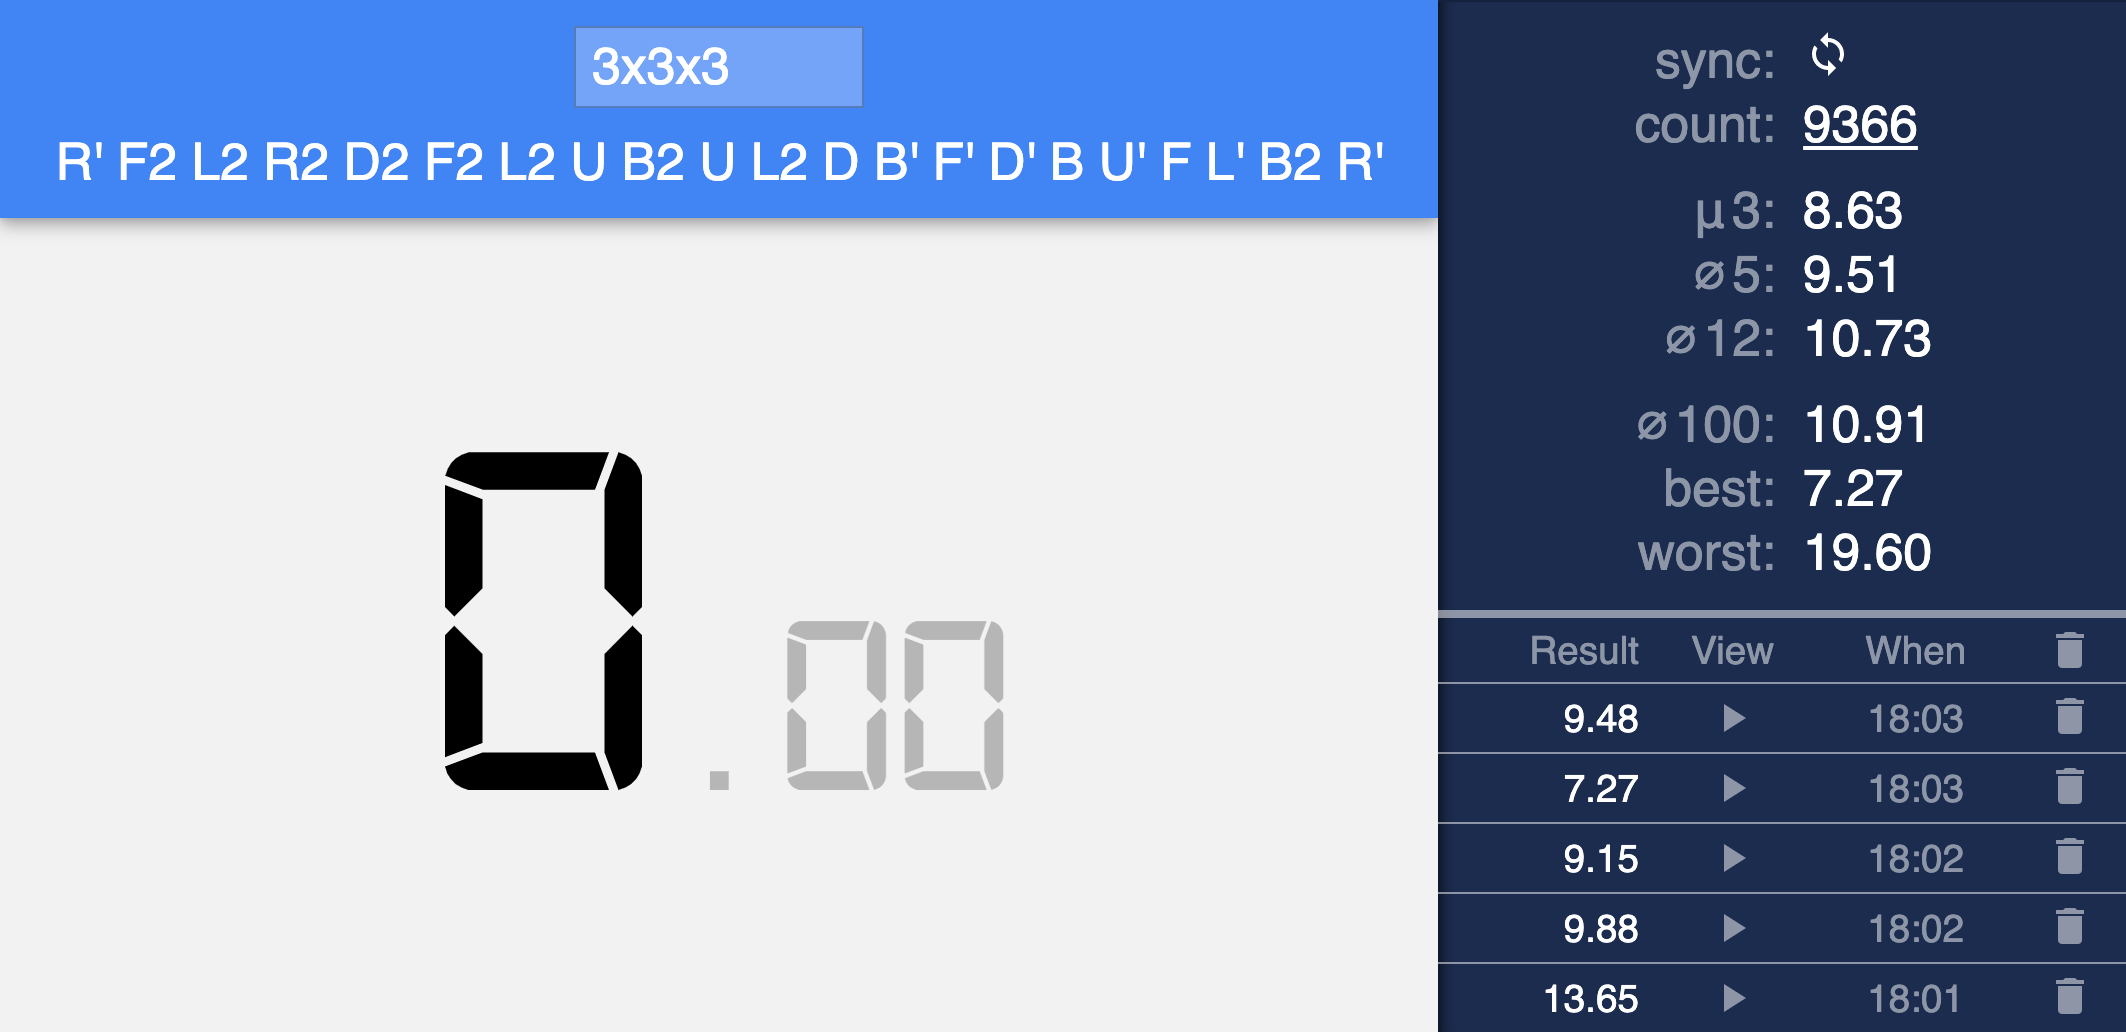 3x3x3
R' F2 L2 R2 D2 F2 L2 U B2 U L2 D B' F' D' B U' F L' B2 R'
0.00
sync:
count: 9366
μ3: 8.63
⌀5: 9.51
⌀12: 10.73
⌀100: 10.91
best: 7.27
worst: 19.60
Result View When
9.48 18:03
7.27 18:03
9.15 18:02
9.88 18:02
13.65 18:01